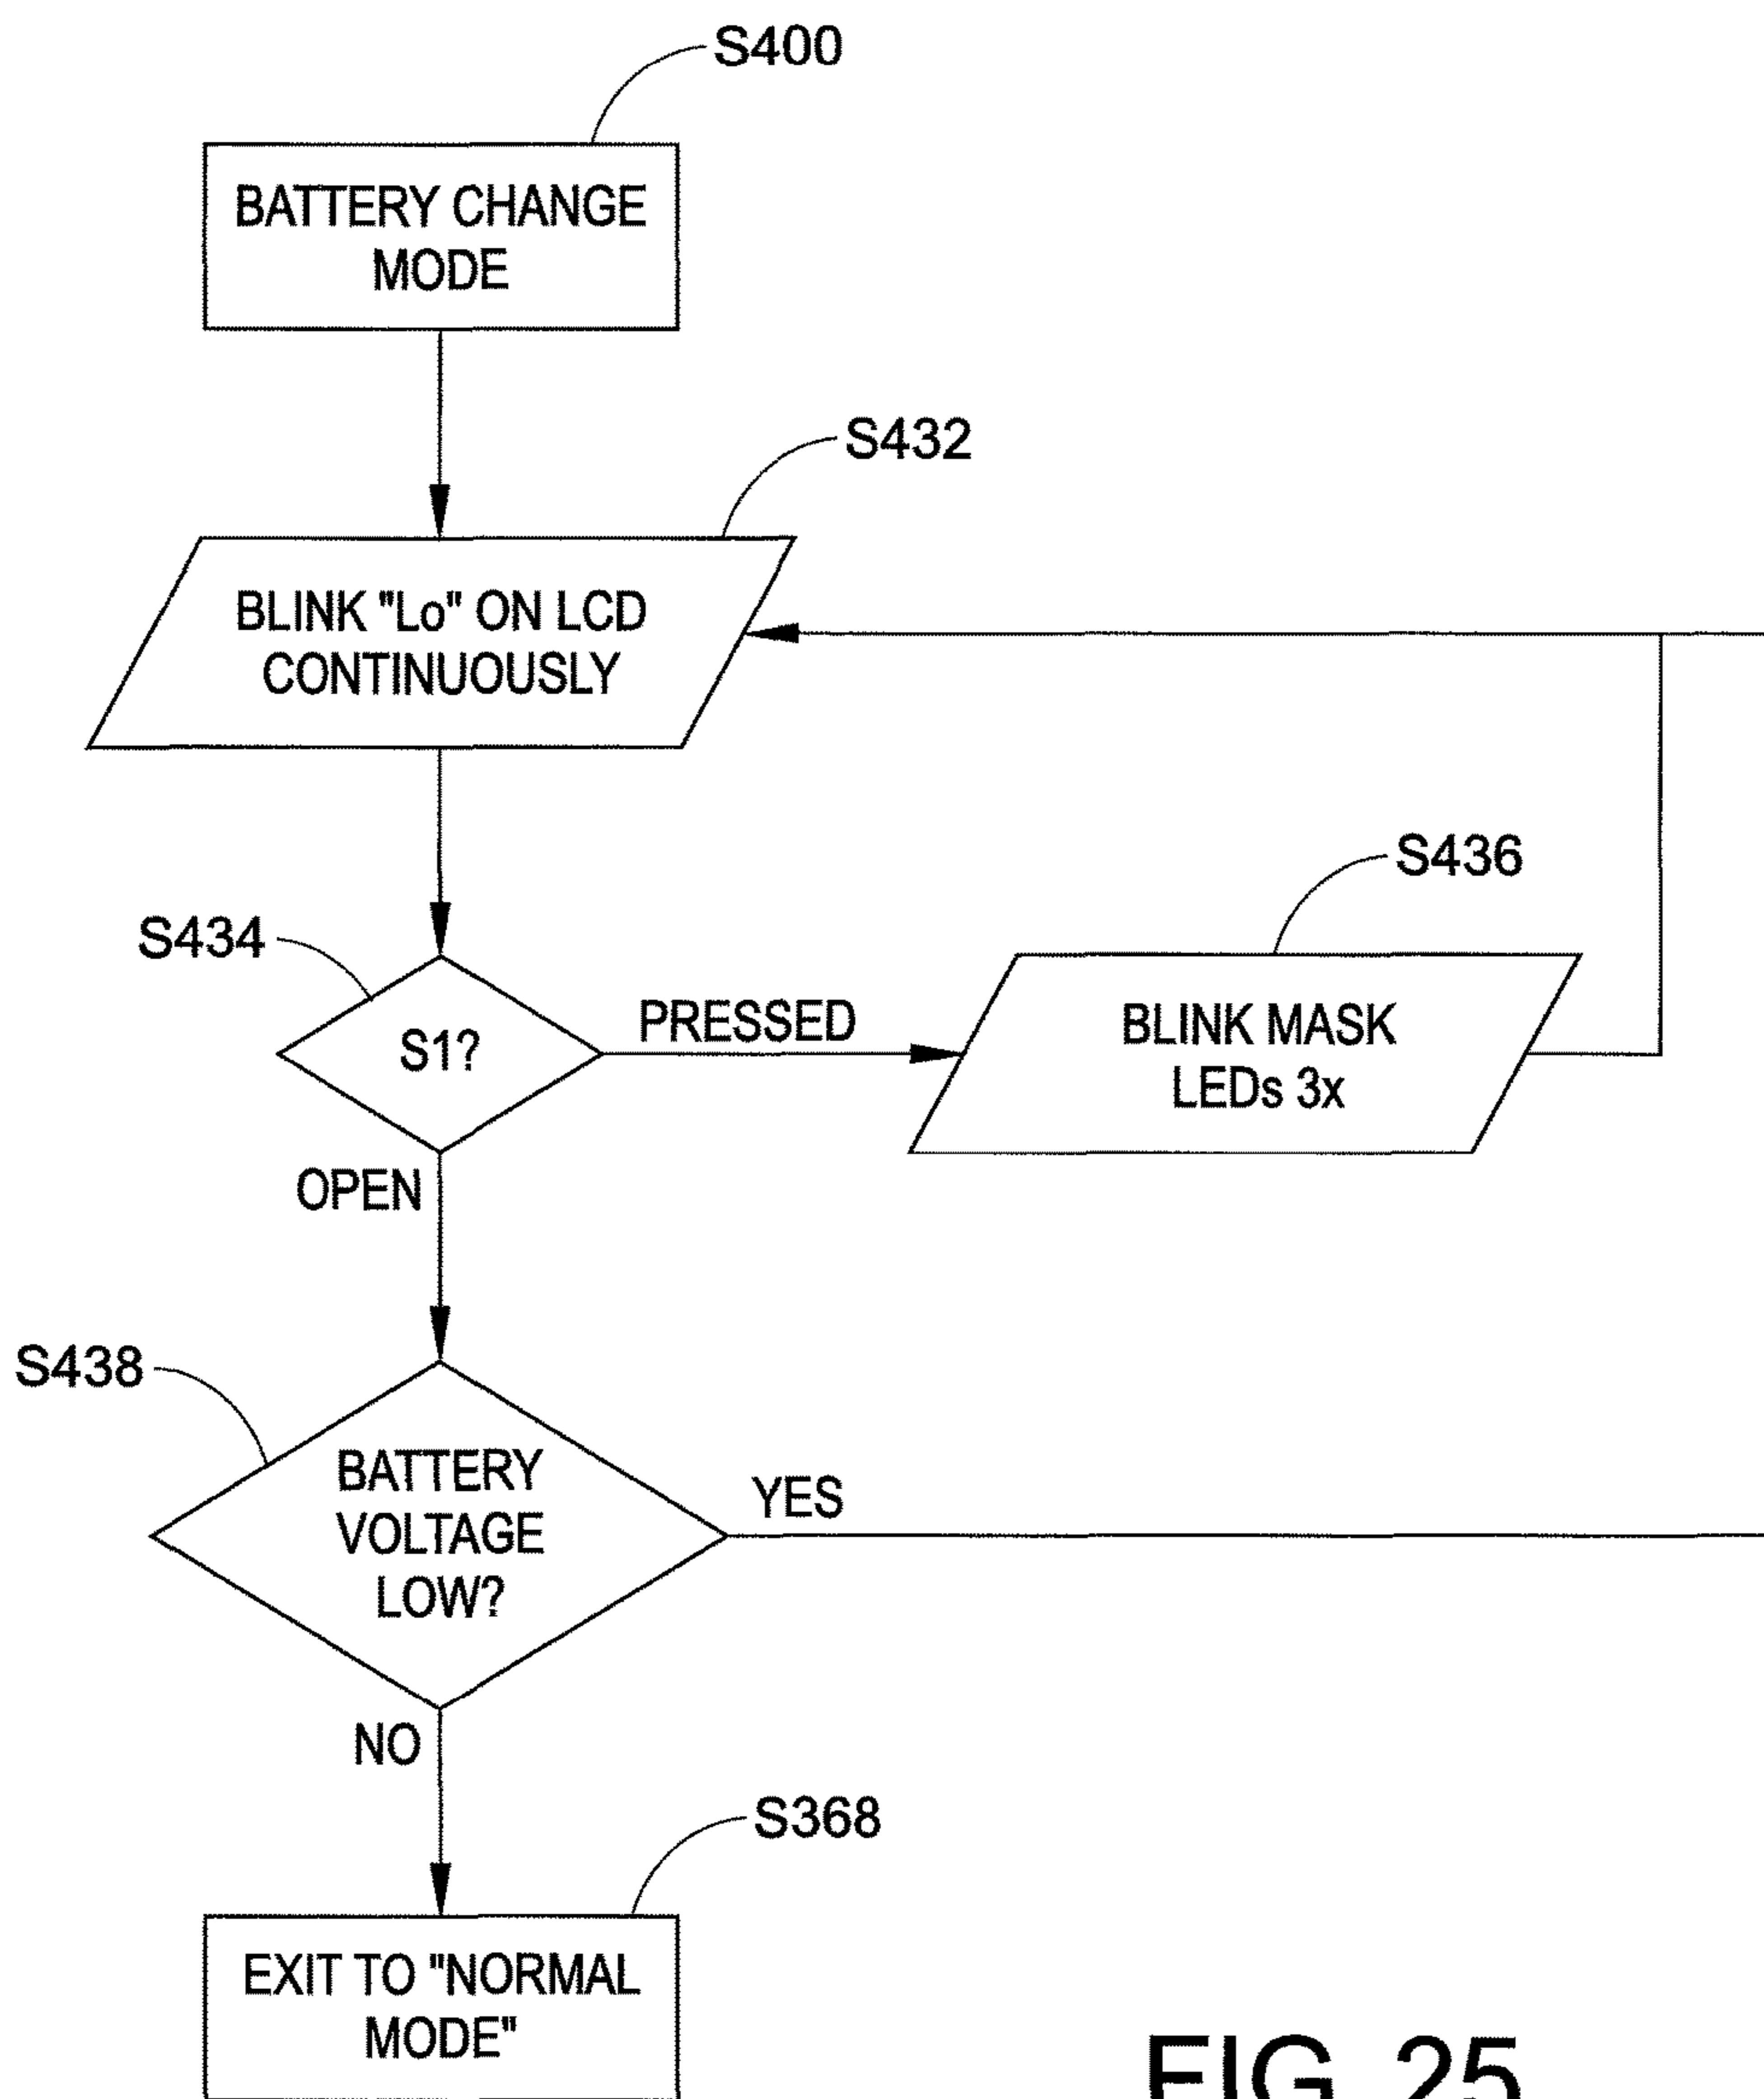 S400
BATTERY CHANGE
MODE
S432
BLINK "Lo" ON LCD
CONTINUOUSLY
S436
S434
S1?
PRESSED
BLINK MASK
LEDs 3x
OPEN
S438
BATTERY
VOLTAGE
LOW?
YES
NO
S368
EXIT TO "NORMAL
MODE"
FIG. 25